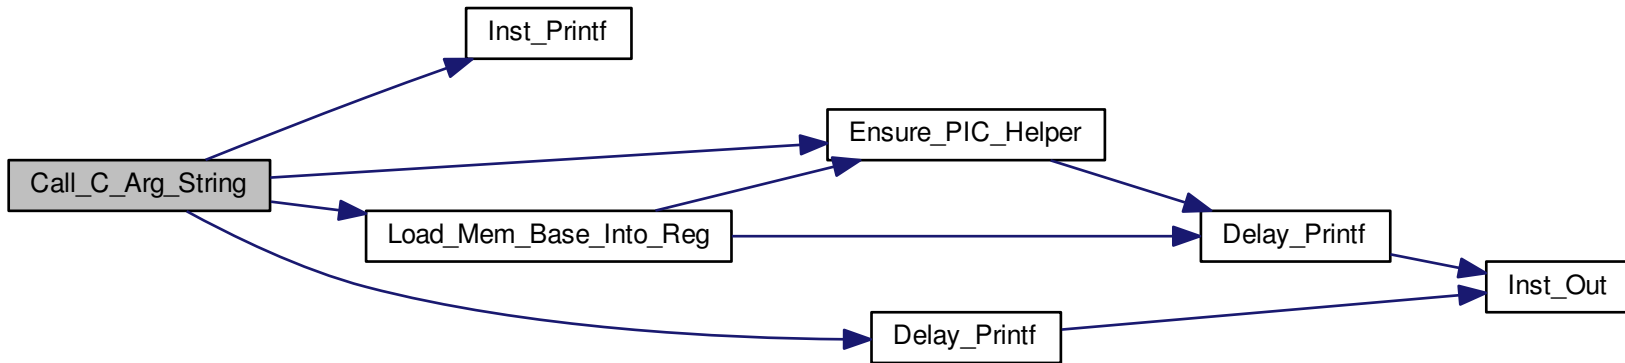 Inst_Printf
Ensure_PIC_Helper
Call_C_Arg_String
Load_Mem_Base_Into_Reg
Delay_Printf
Inst_Out
Delay_Printf